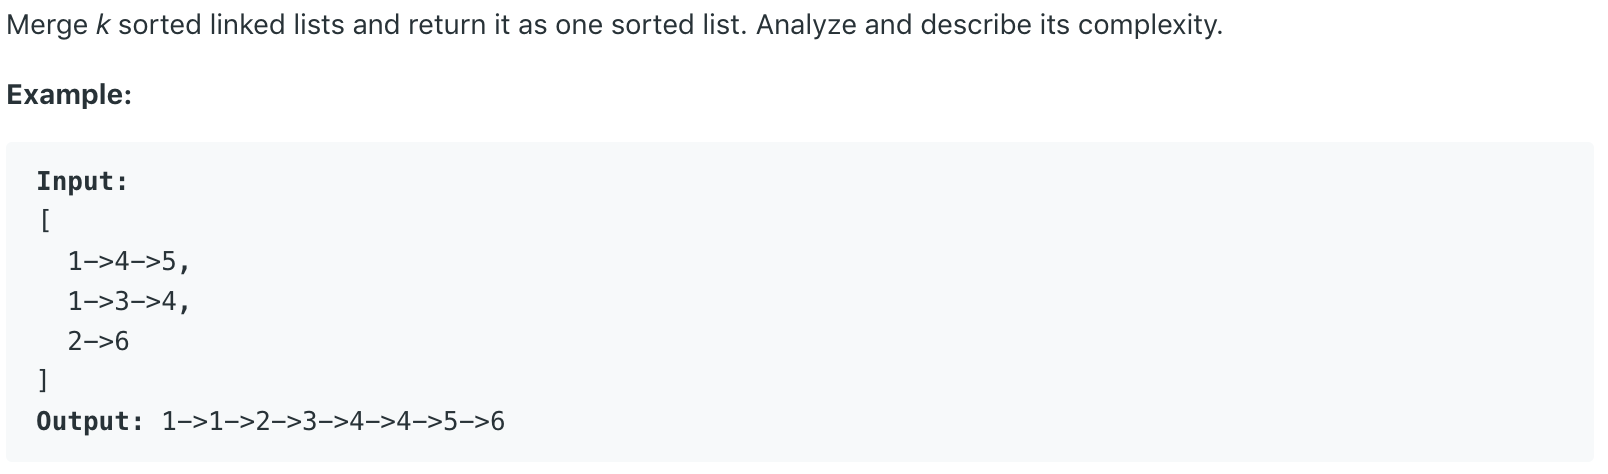 Merge k sorted linked lists and return it as one sorted list. Analyze and describe its complexity.
Example:
Input:
[
  1->4->5,
  1->3->4,
  2->6
]
Output: 1->1->2->3->4->4->5->6